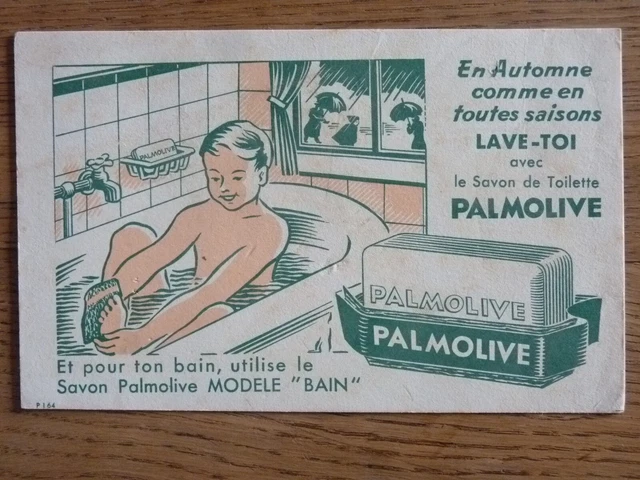 En Automne
comme en
toutes saisons
LAVE-TOI
avec
le Savon de Toilette
PALMOLIVE
PALMOLIVE
PALMOLIVE
PALMOLIVE
Et pour ton bain, utilise le
Savon Palmolive MODELE "BAIN"
P 164